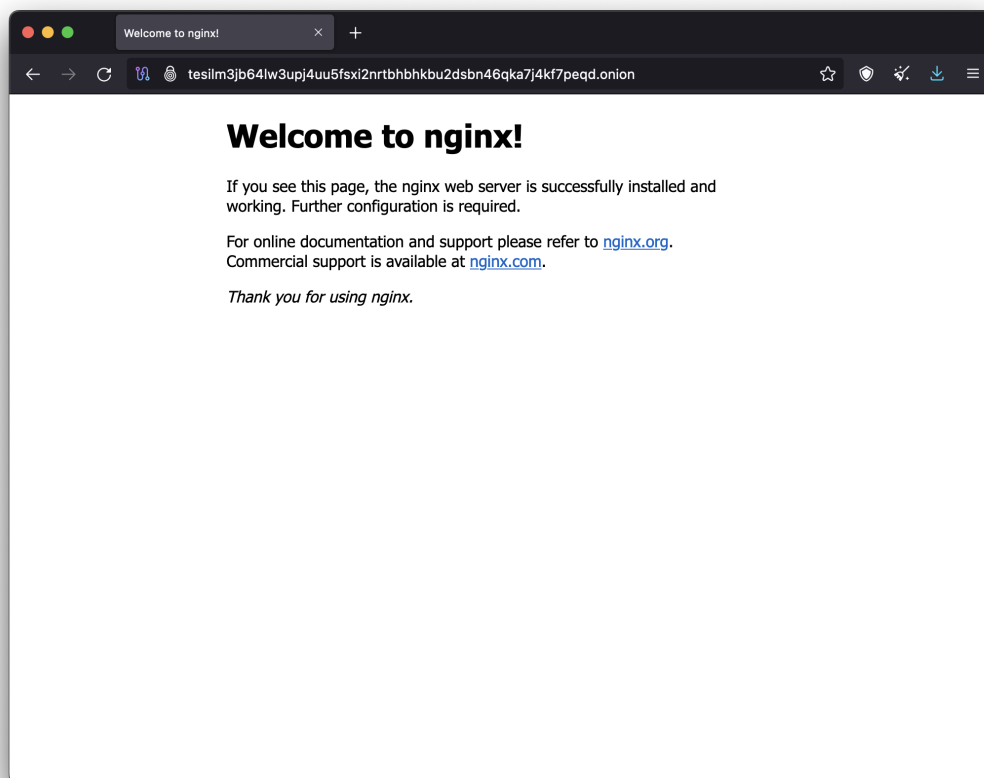 Welcome to nginx!
tesilm3jb64lw3upj4uu5fsxi2nrtbhbhkbu2dsbn46qka7j4kf7peqd.onion
Welcome to nginx!
If you see this page, the nginx web server is successfully installed and
working. Further configuration is required.
For online documentation and support please refer to nginx.org.
Commercial support is available at nginx.com.
Thank you for using nginx.